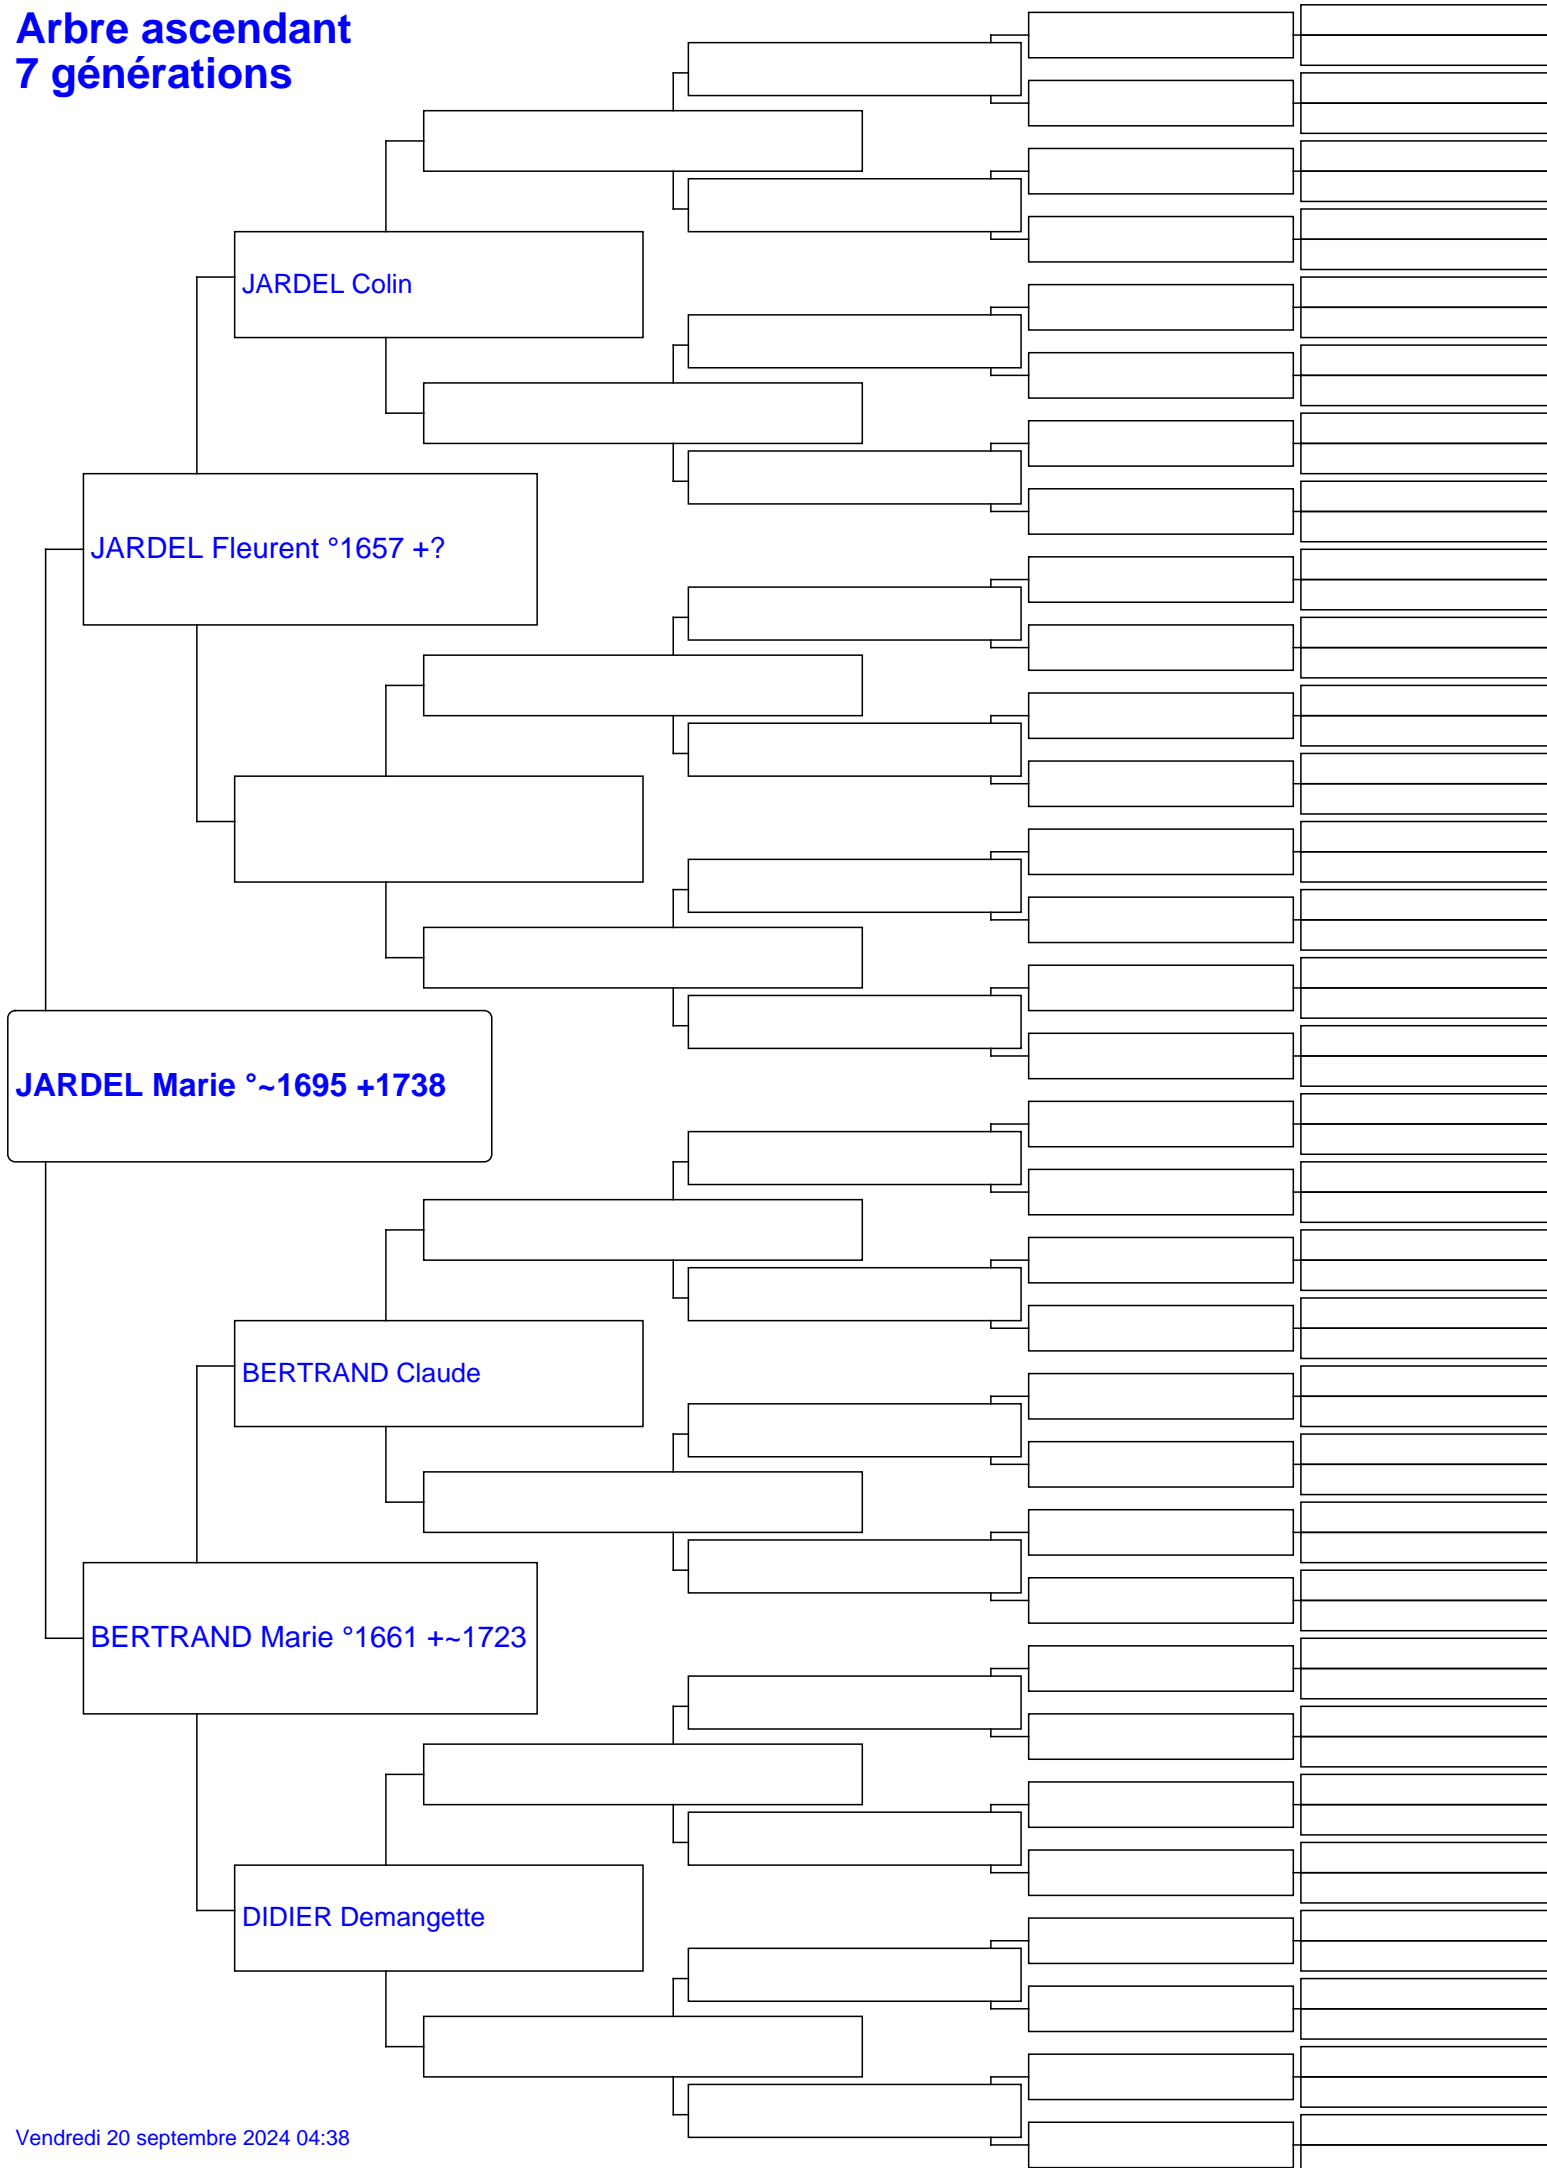 Arbre ascendant
7 générations
JARDEL Colin
JARDEL Fleurent °1657 +?
JARDEL Marie °~1695 +1738
BERTRAND Claude
BERTRAND Marie °1661 +~1723
DIDIER Demangette
Vendredi 20 septembre 2024 04:38